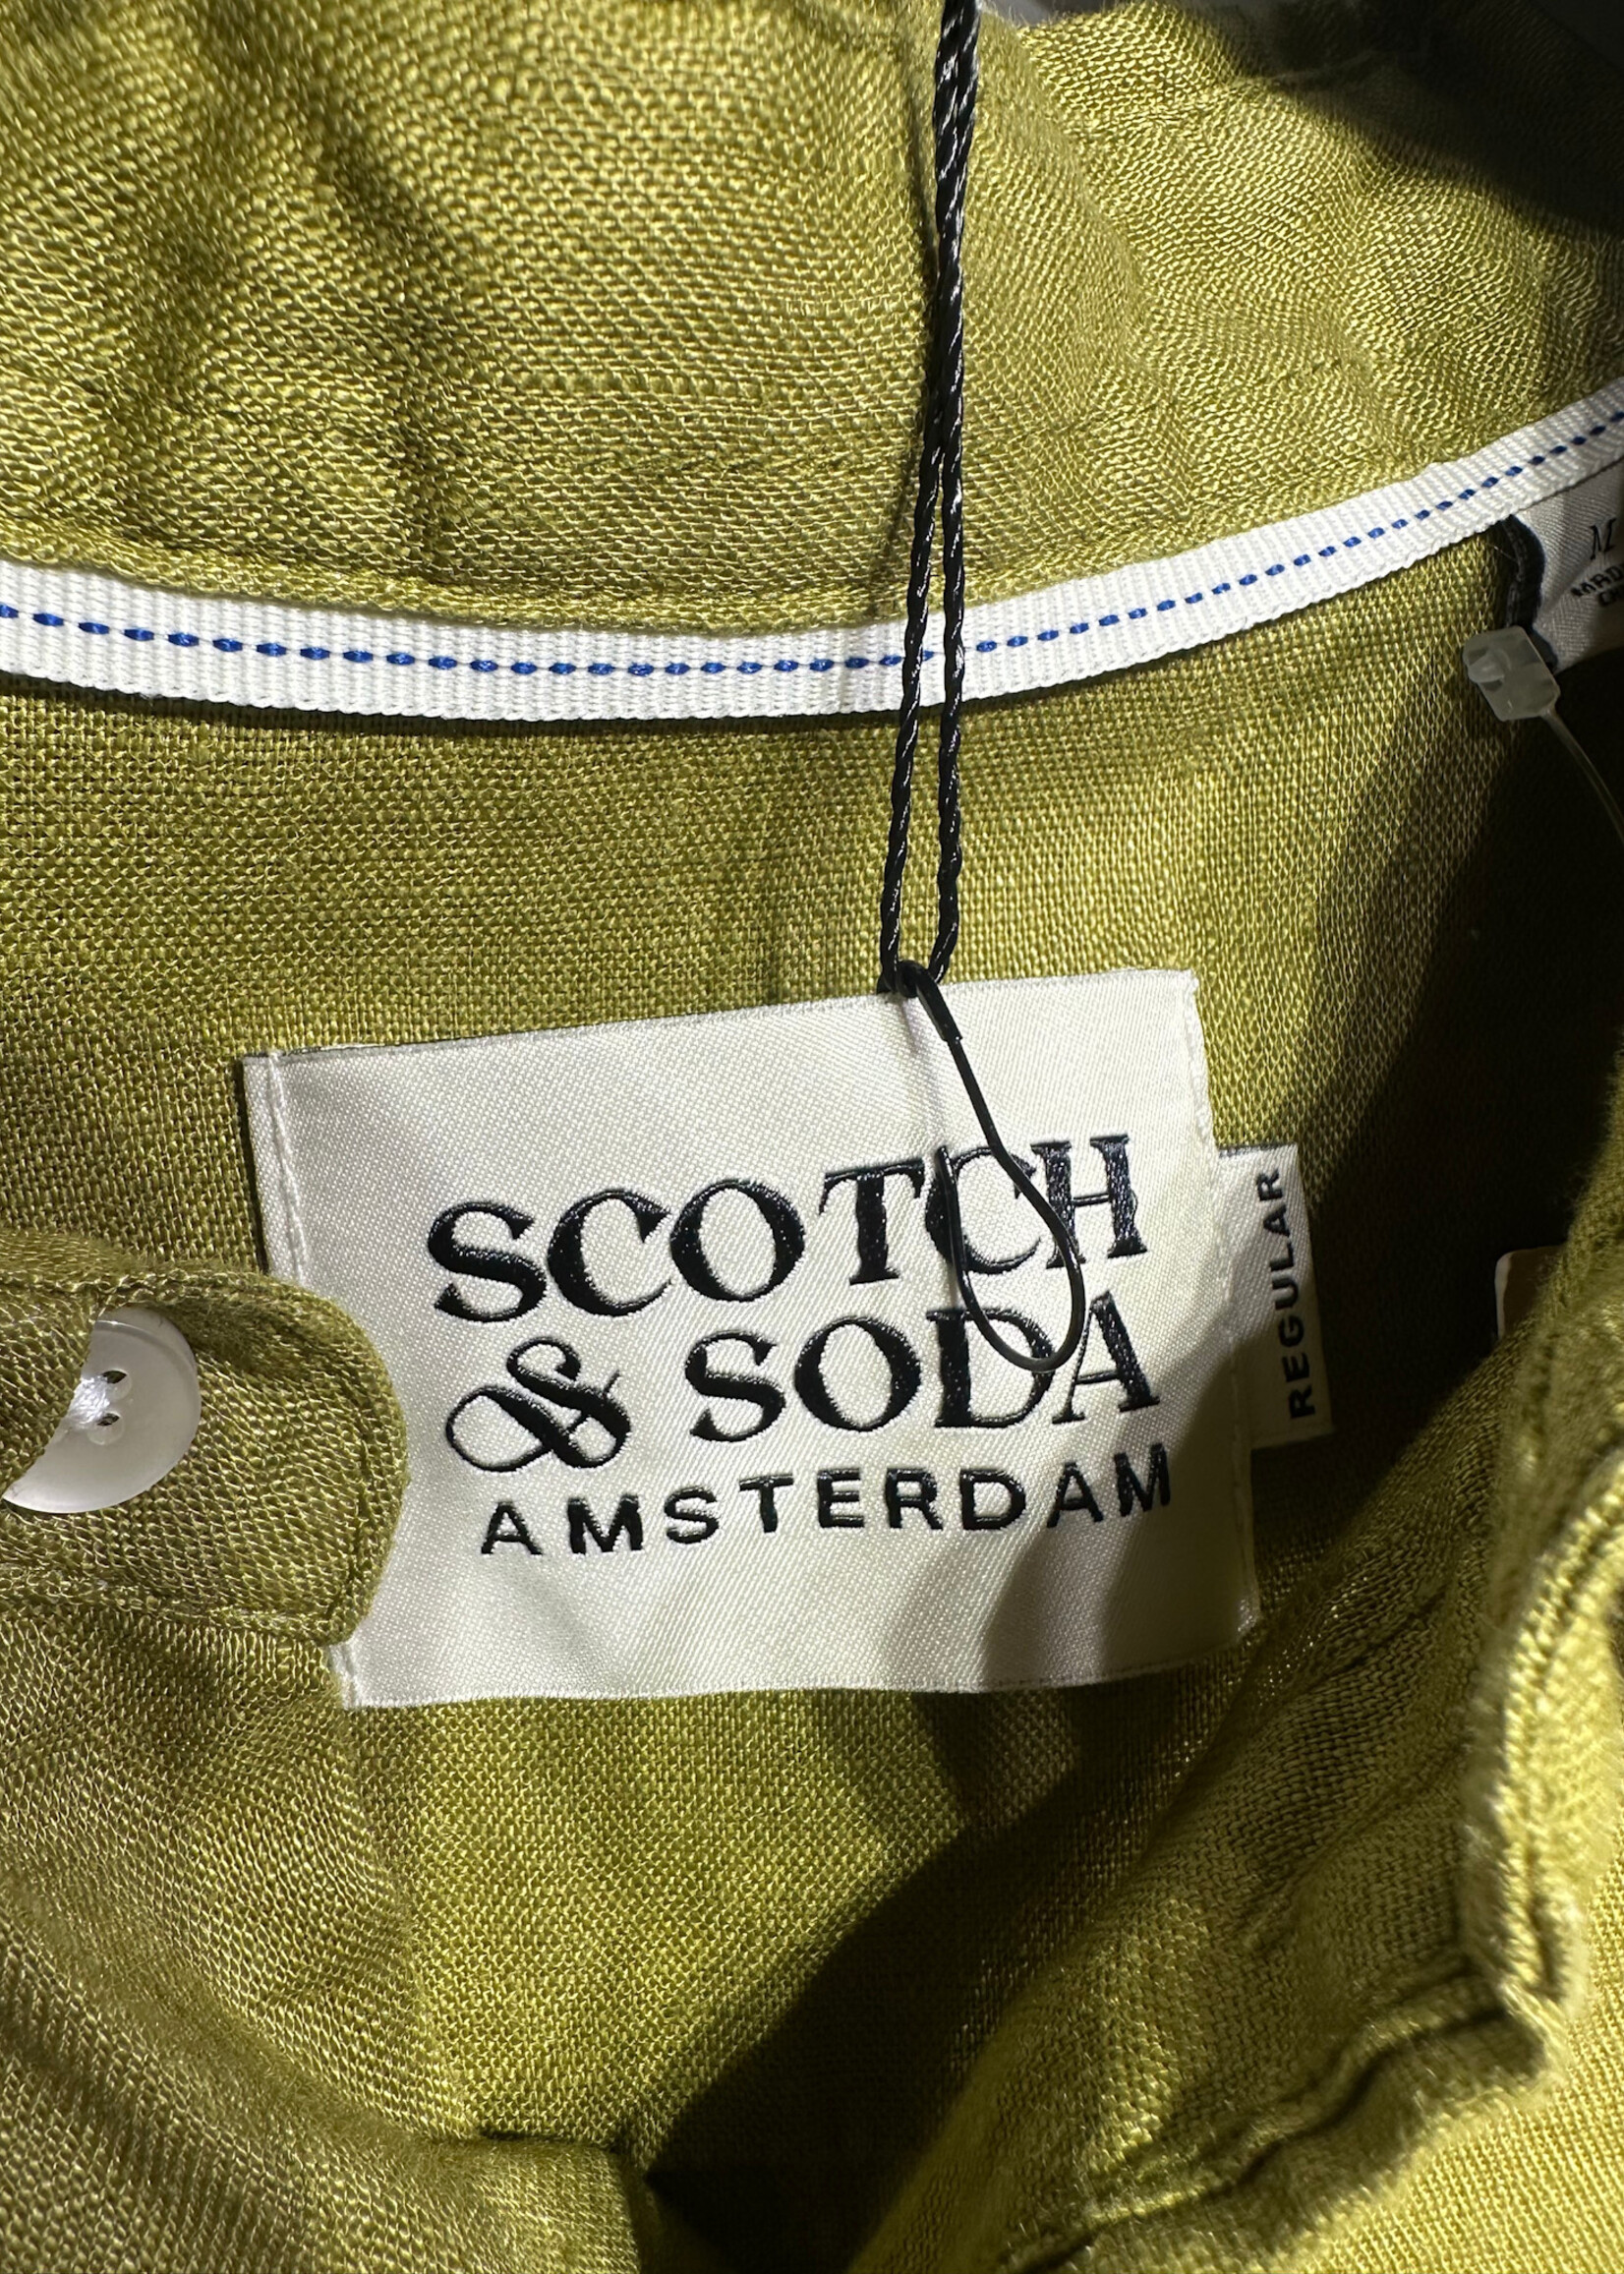 SCOTCH
& SODA
AMSTERDAM
REGULAR